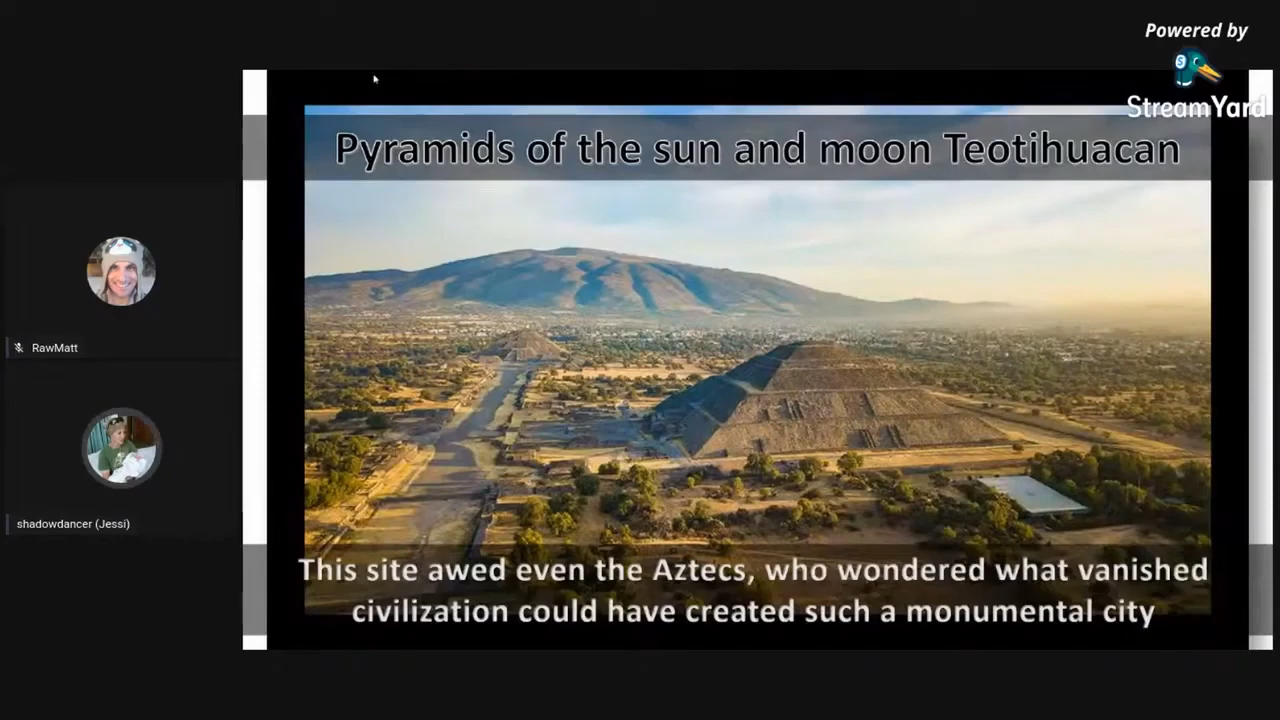 Powered by
StreamYard
Pyramids of the sun and moon Teotihuacan
RawMatt
shadowdancer (Jessi)
This site awed even the Aztecs, who wondered what vanished
civilization could have created such a monumental city